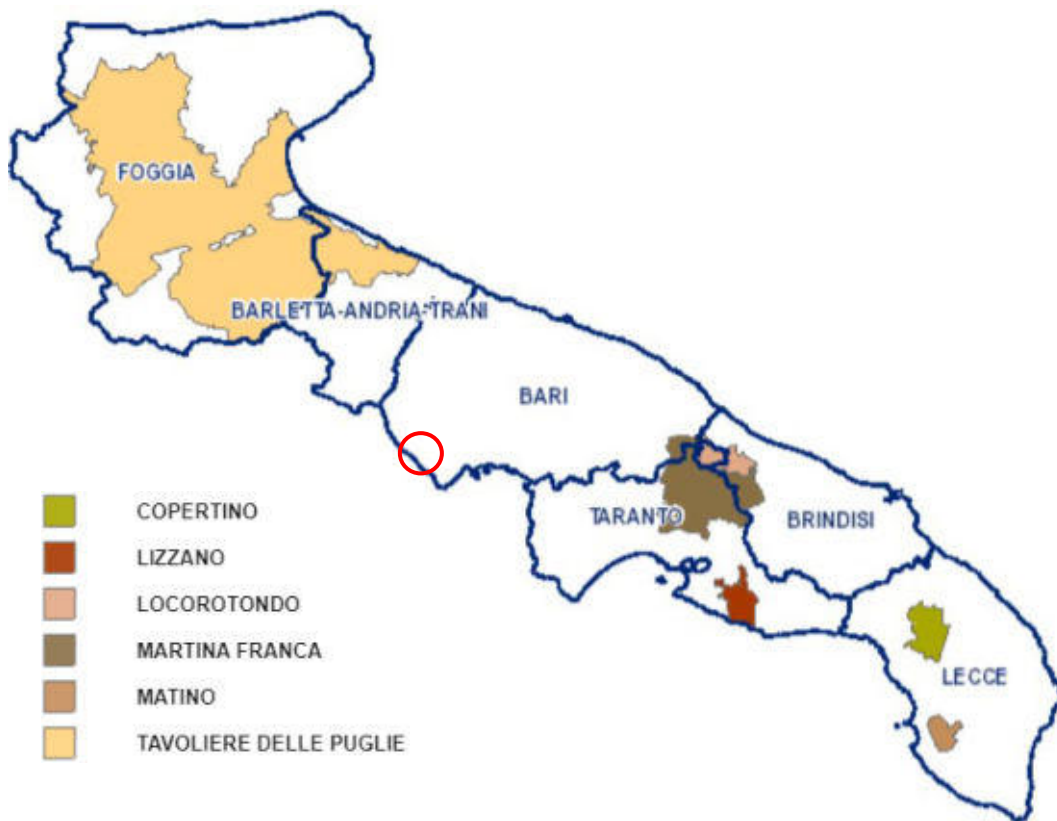 FOGGIA
BARLETTA-ANDRIA-TRANI
BARI
TARANTO
BRINDISI
LECCE
COPERTINO
LIZZANO
LOCOROTONDO
MARTINA FRANCA
MATINO
TAVOLIERE DELLE PUGLIE